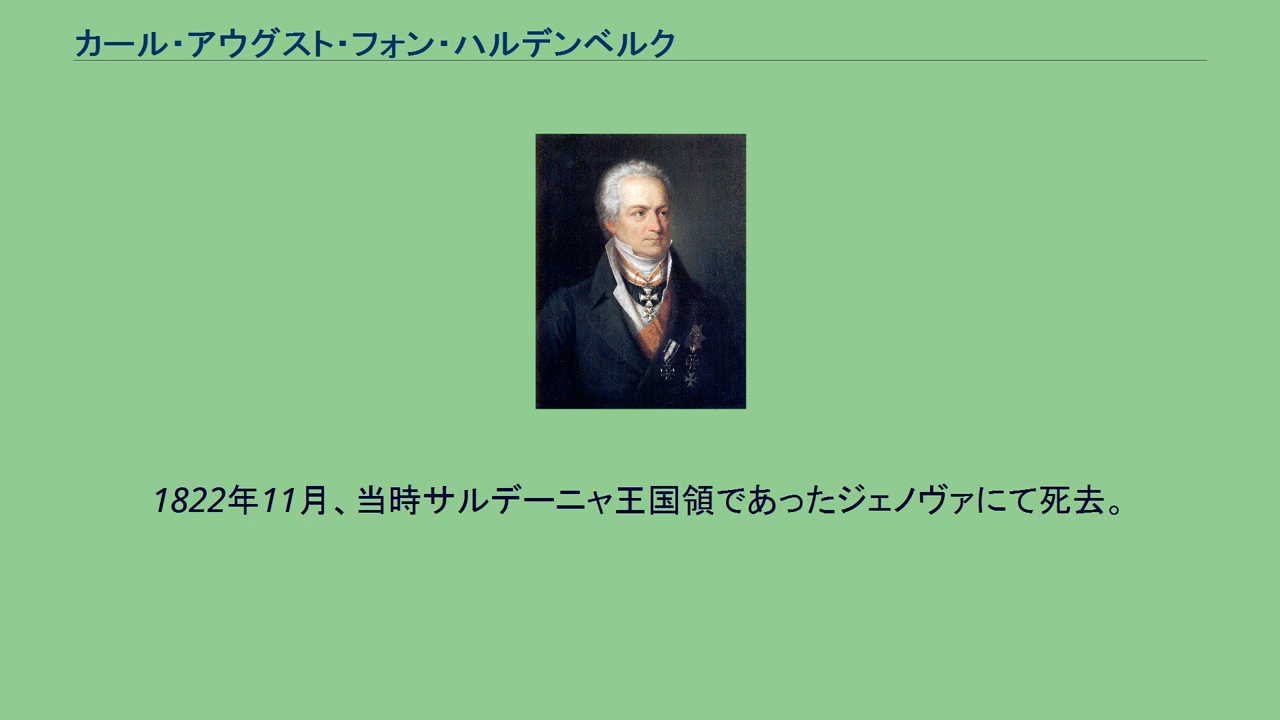 カール・アウグスト・フォン・ハルデンベルク
1822年11月、当時サルデーニャ王国領であったジェノヴァにて死去。